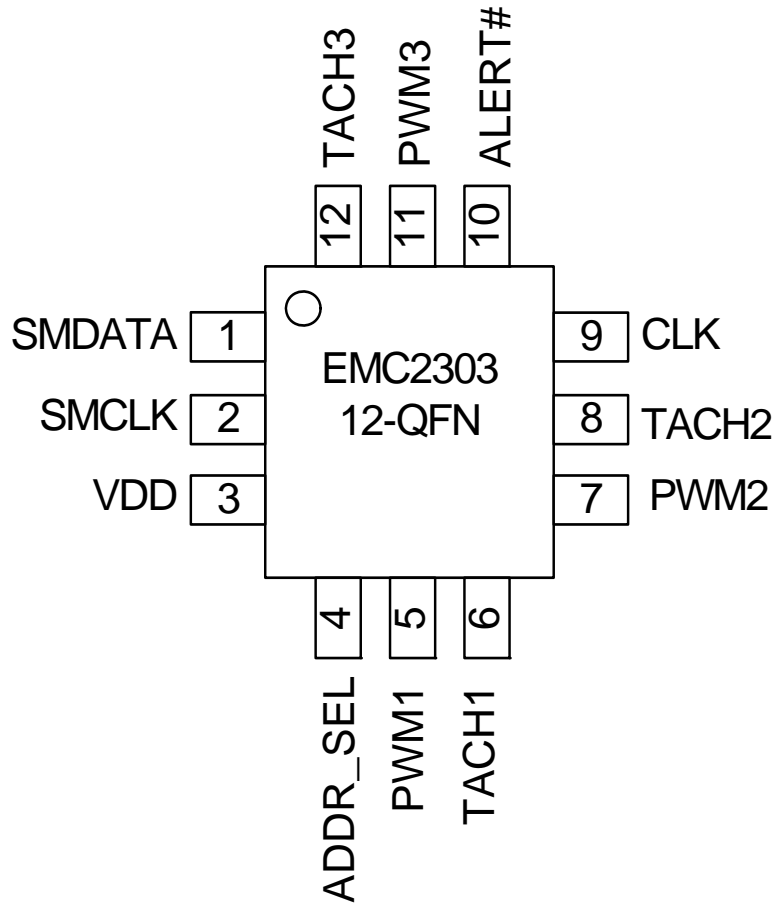 TACH3
PWM3
ALERT#
12
11
10
SMDATA 1
SMCLK 2
VDD 3
EMC2303
12-QFN
9 CLK
8 TACH2
7 PWM2
4
5
6
ADDR_SEL
PWM1
TACH1